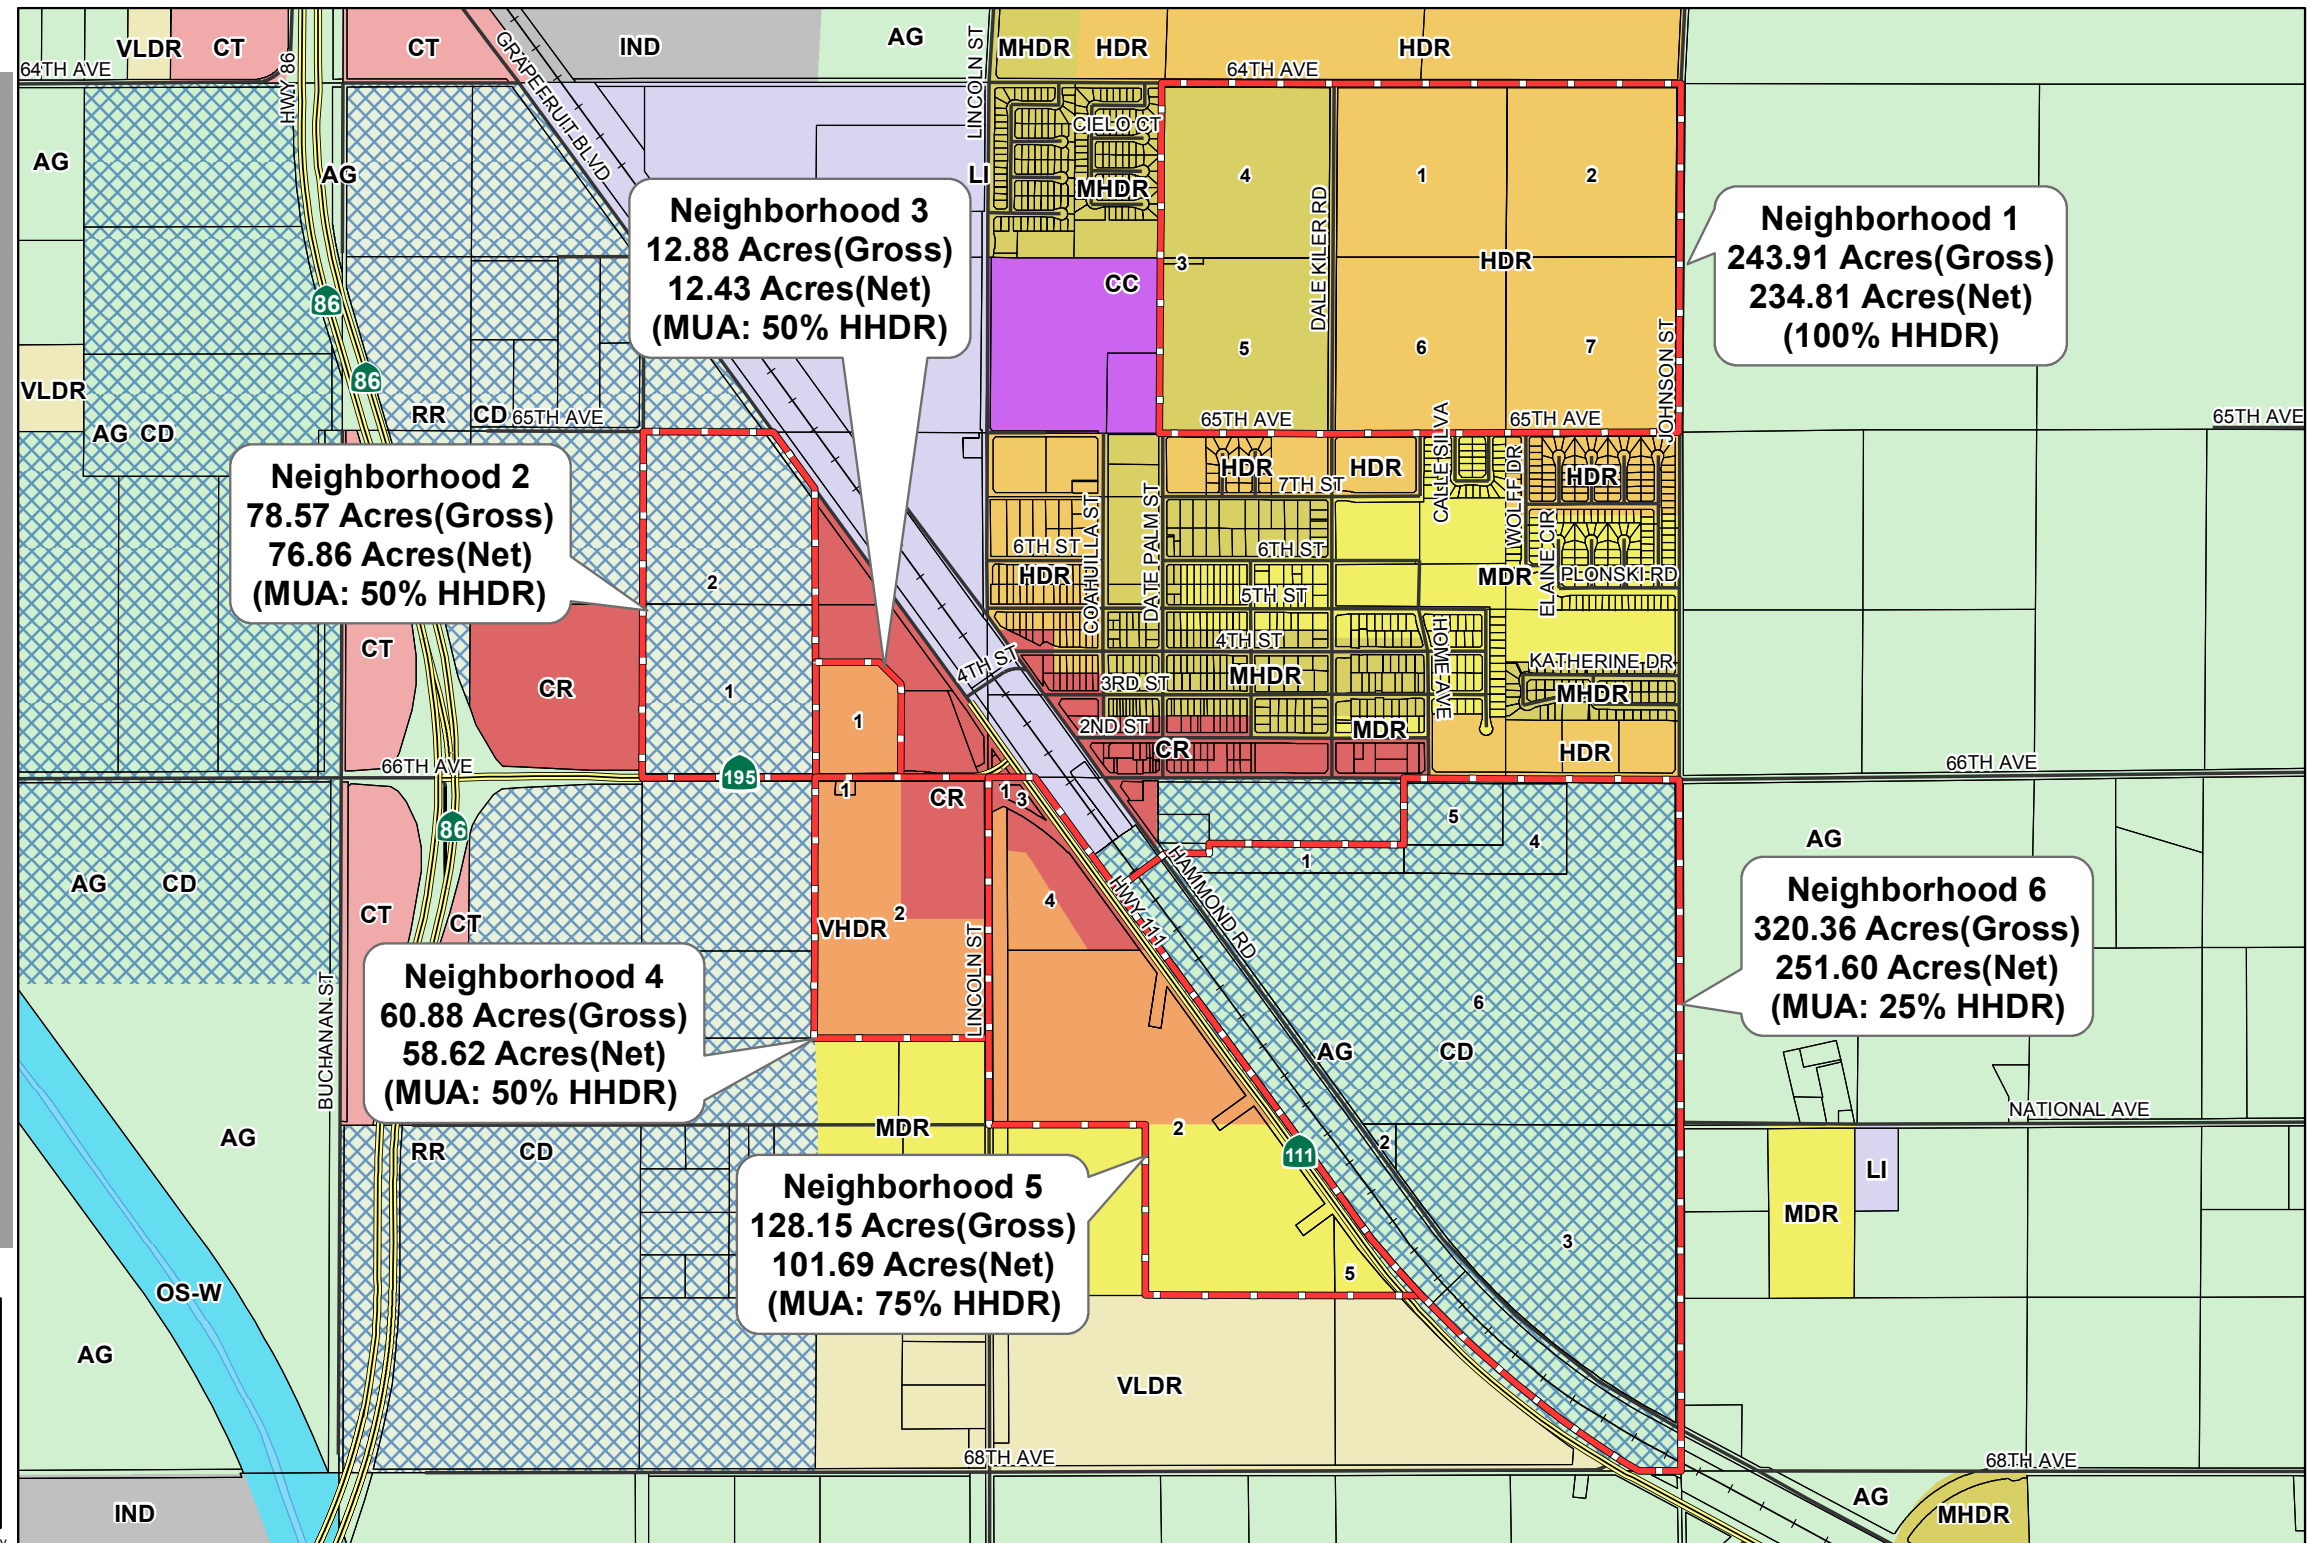 VLDR
CT
CT
IND
AG
MHDR
HDR
HDR
64TH AVE
HWY 86
GRAPEFRUIT BLVD
LINCOLN ST
64TH AVE
AG
AG
LI
CIELO CT
MHDR
4
1
2
DALE KILER RD
Neighborhood 3
12.88 Acres(Gross)
12.43 Acres(Net)
(MUA: 50% HHDR)
Neighborhood 1
243.91 Acres(Gross)
234.81 Acres(Net)
(100% HHDR)
86
86
CC
3
HDR
5
6
7
JOHNSON ST
VLDR
AG CD
RR
CD
65TH AVE
65TH AVE
65TH AVE
65TH AVE
Neighborhood 2
78.57 Acres(Gross)
76.86 Acres(Net)
(MUA: 50% HHDR)
HDR
HDR
CALLE SILVA
WOLFF DR
HDR
7TH ST
COAHUILLA ST
DATE PALM ST
6TH ST
6TH ST
HDR
MDR
ELAINE CIR
PLONSKI RD
5TH ST
2
CT
CR
1
1
4TH ST
4TH ST
HOME AVE
KATHERINE DR
MHDR
3RD ST
MHDR
2ND ST
MDR
CR
HDR
66TH AVE
195
66TH AVE
86
1
CR
1
3
5
4
1
AG
AG
CD
CT
CT
VHDR
2
4
HWY 111
HAMMOND RD
LINCOLN ST
BUCHANAN ST
Neighborhood 4
60.88 Acres(Gross)
58.62 Acres(Net)
(MUA: 50% HHDR)
Neighborhood 6
320.36 Acres(Gross)
251.60 Acres(Net)
(MUA: 25% HHDR)
6
AG
CD
NATIONAL AVE
AG
RR
CD
MDR
2
111
2
LI
MDR
Neighborhood 5
128.15 Acres(Gross)
101.69 Acres(Net)
(MUA: 75% HHDR)
3
5
OS-W
AG
VLDR
68TH AVE
68TH AVE
IND
AG
MHDR